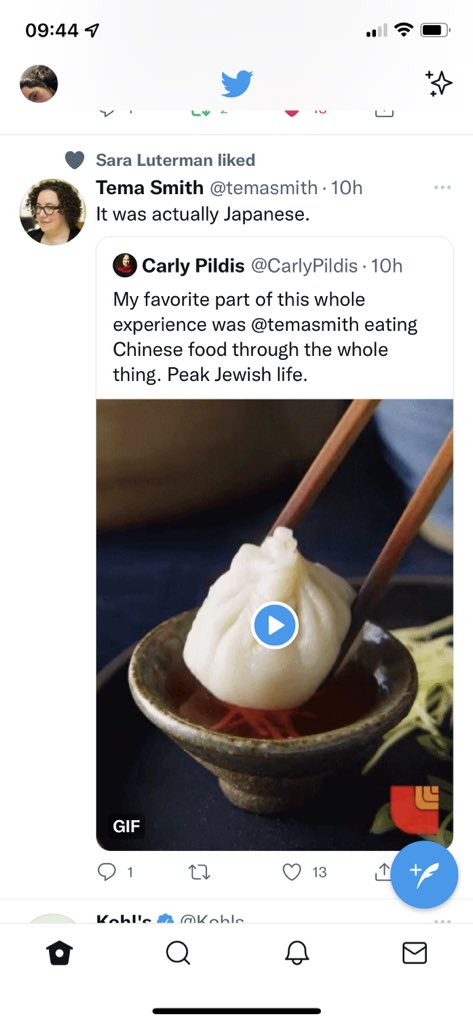 09:44
Sara Luterman liked
Tema Smith @temasmith · 10h
It was actually Japanese.
Carly Pildis @CarlyPildis · 10h
My favorite part of this whole
experience was @temasmith eating
Chinese food through the whole
thing. Peak Jewish life.
GIF
1
13
Kohl's @Kohls